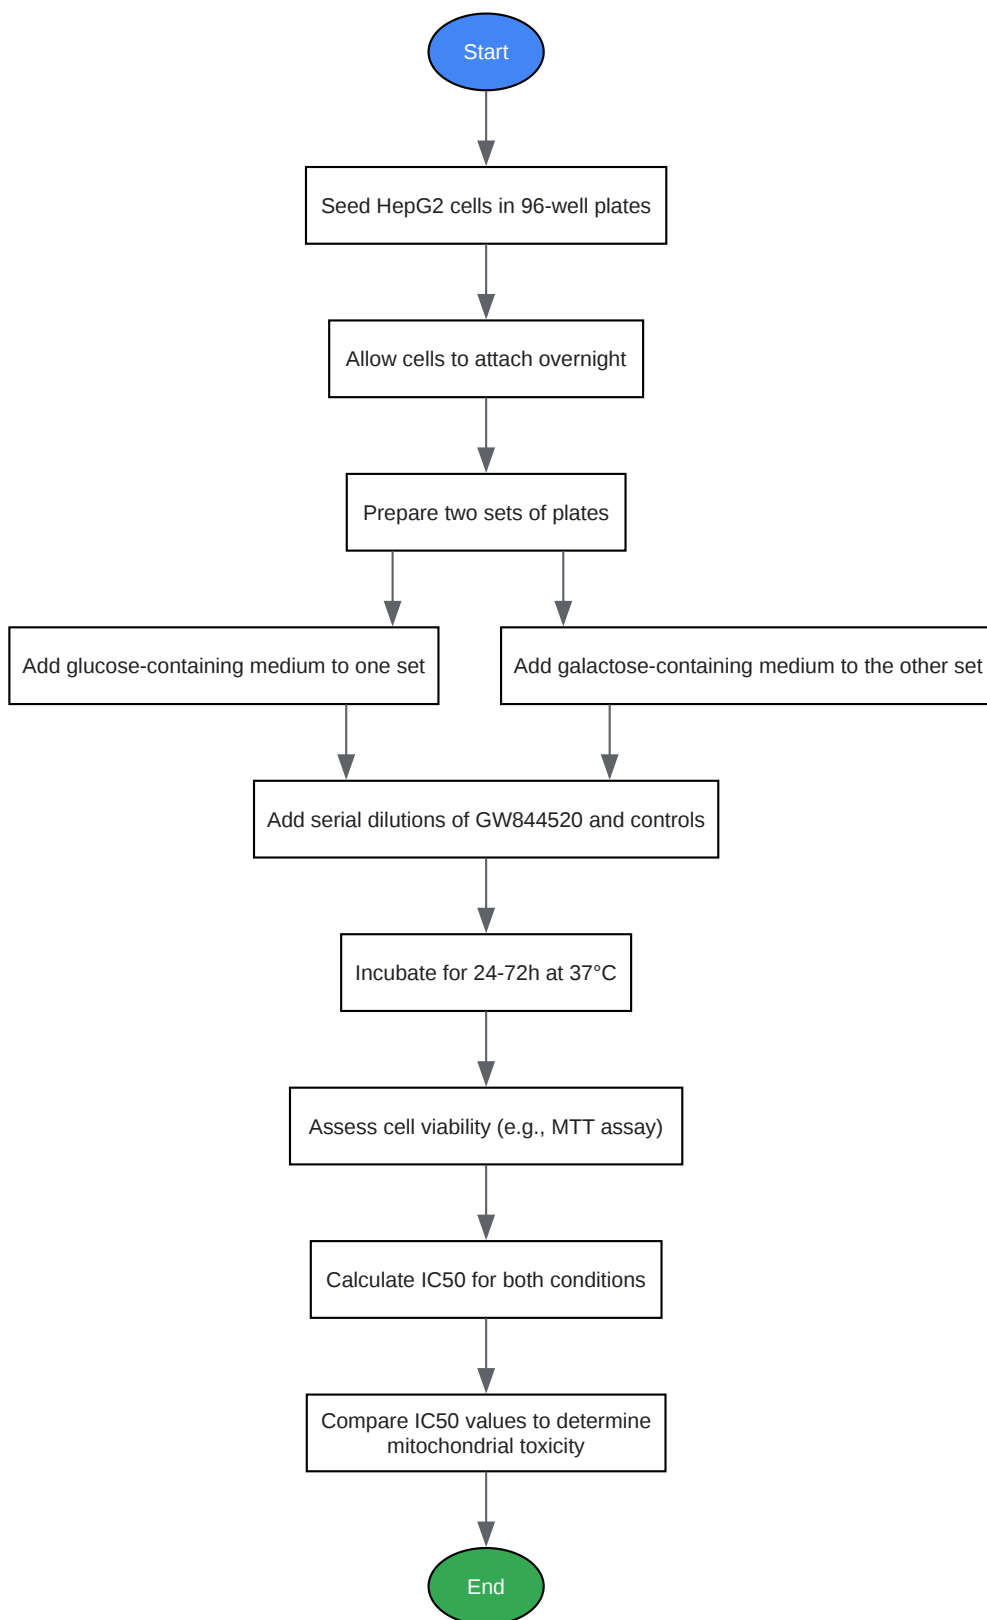 Start
Seed HepG2 cells in 96-well plates
Allow cells to attach overnight
Prepare two sets of plates
Add glucose-containing medium to one set
Add galactose-containing medium to the other set
Add serial dilutions of GW844520 and controls
Incubate for 24-72h at 37°C
Assess cell viability (e.g., MTT assay)
Calculate IC50 for both conditions
Compare IC50 values to determine
mitochondrial toxicity
End